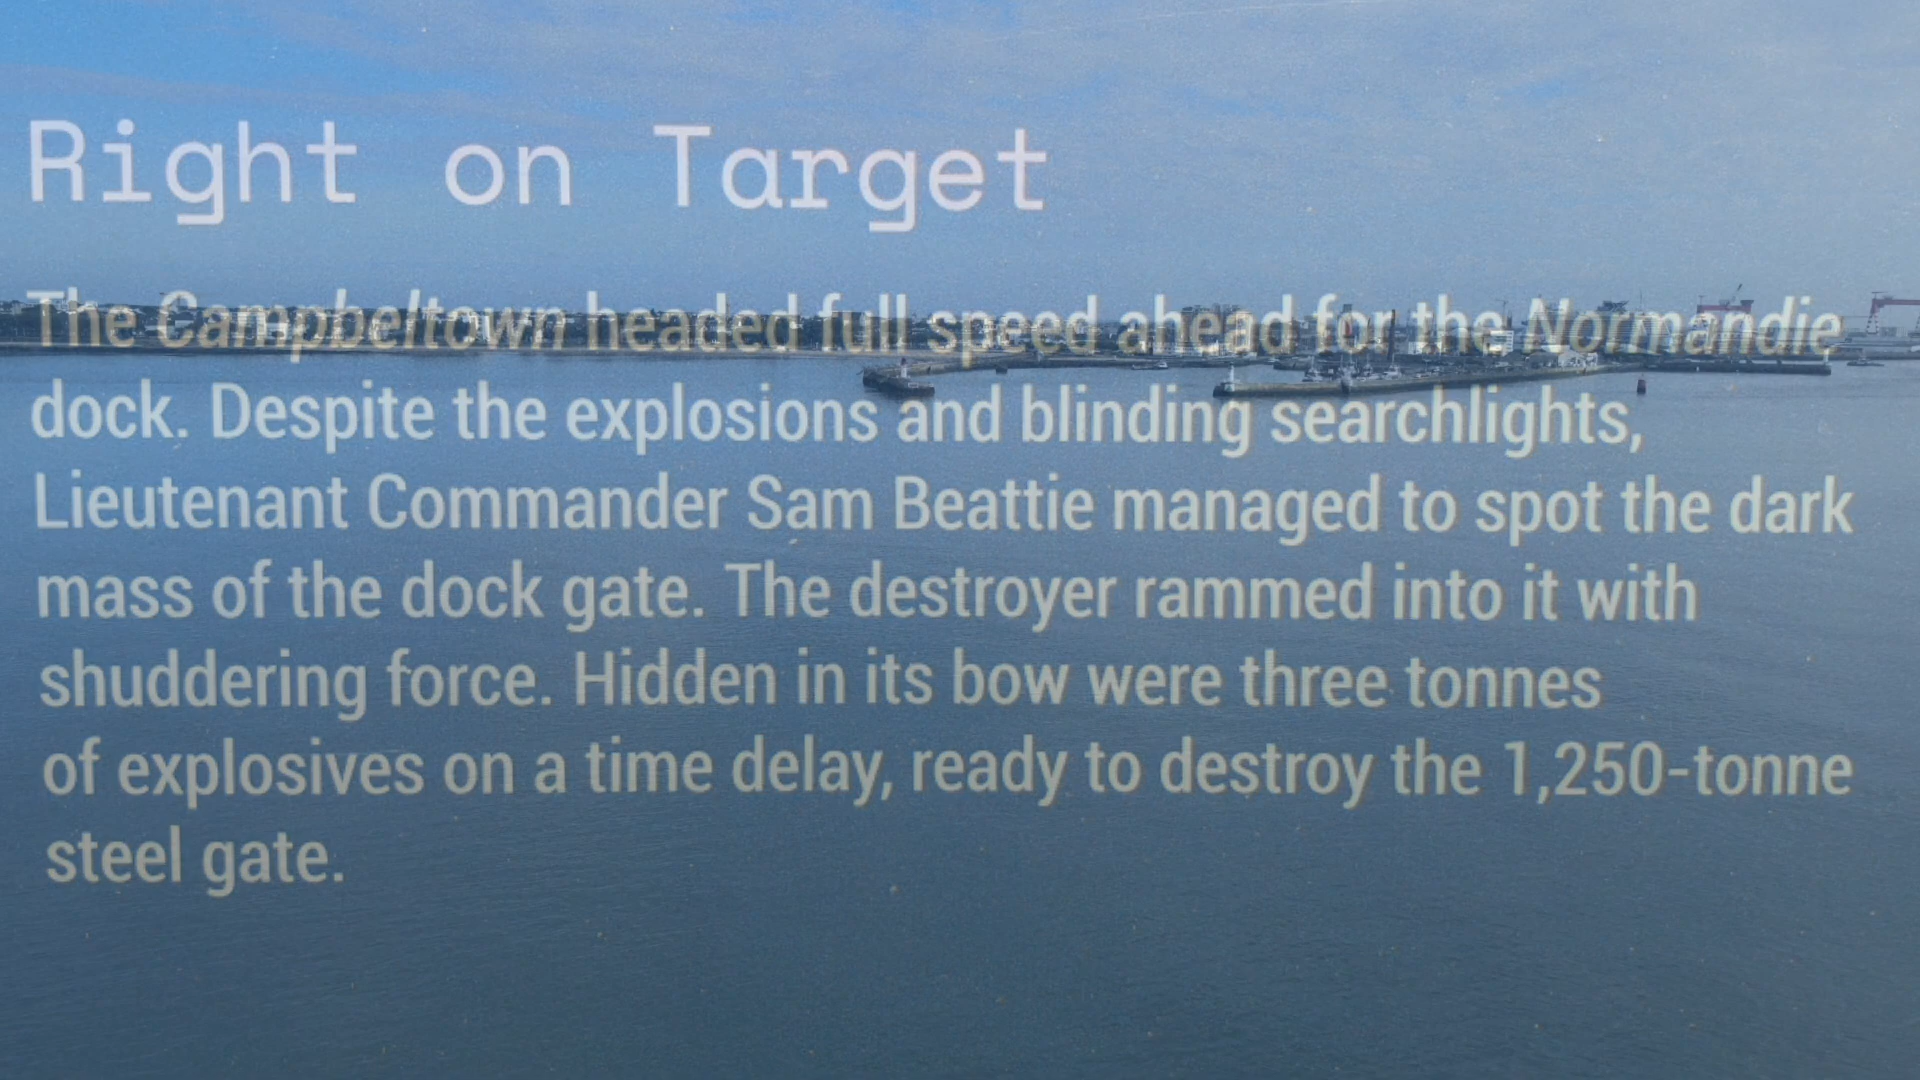 Right on Target
The Campbeltown headed full speed ahead for the Normandie
dock. Despite the explosions and blinding searchlights,
Lieutenant Commander Sam Beattie managed to spot the dark
mass of the dock gate. The destroyer rammed into it with
shuddering force. Hidden in its bow were three tonnes
of explosives on a time delay, ready to destroy the 1,250-tonne
steel gate.